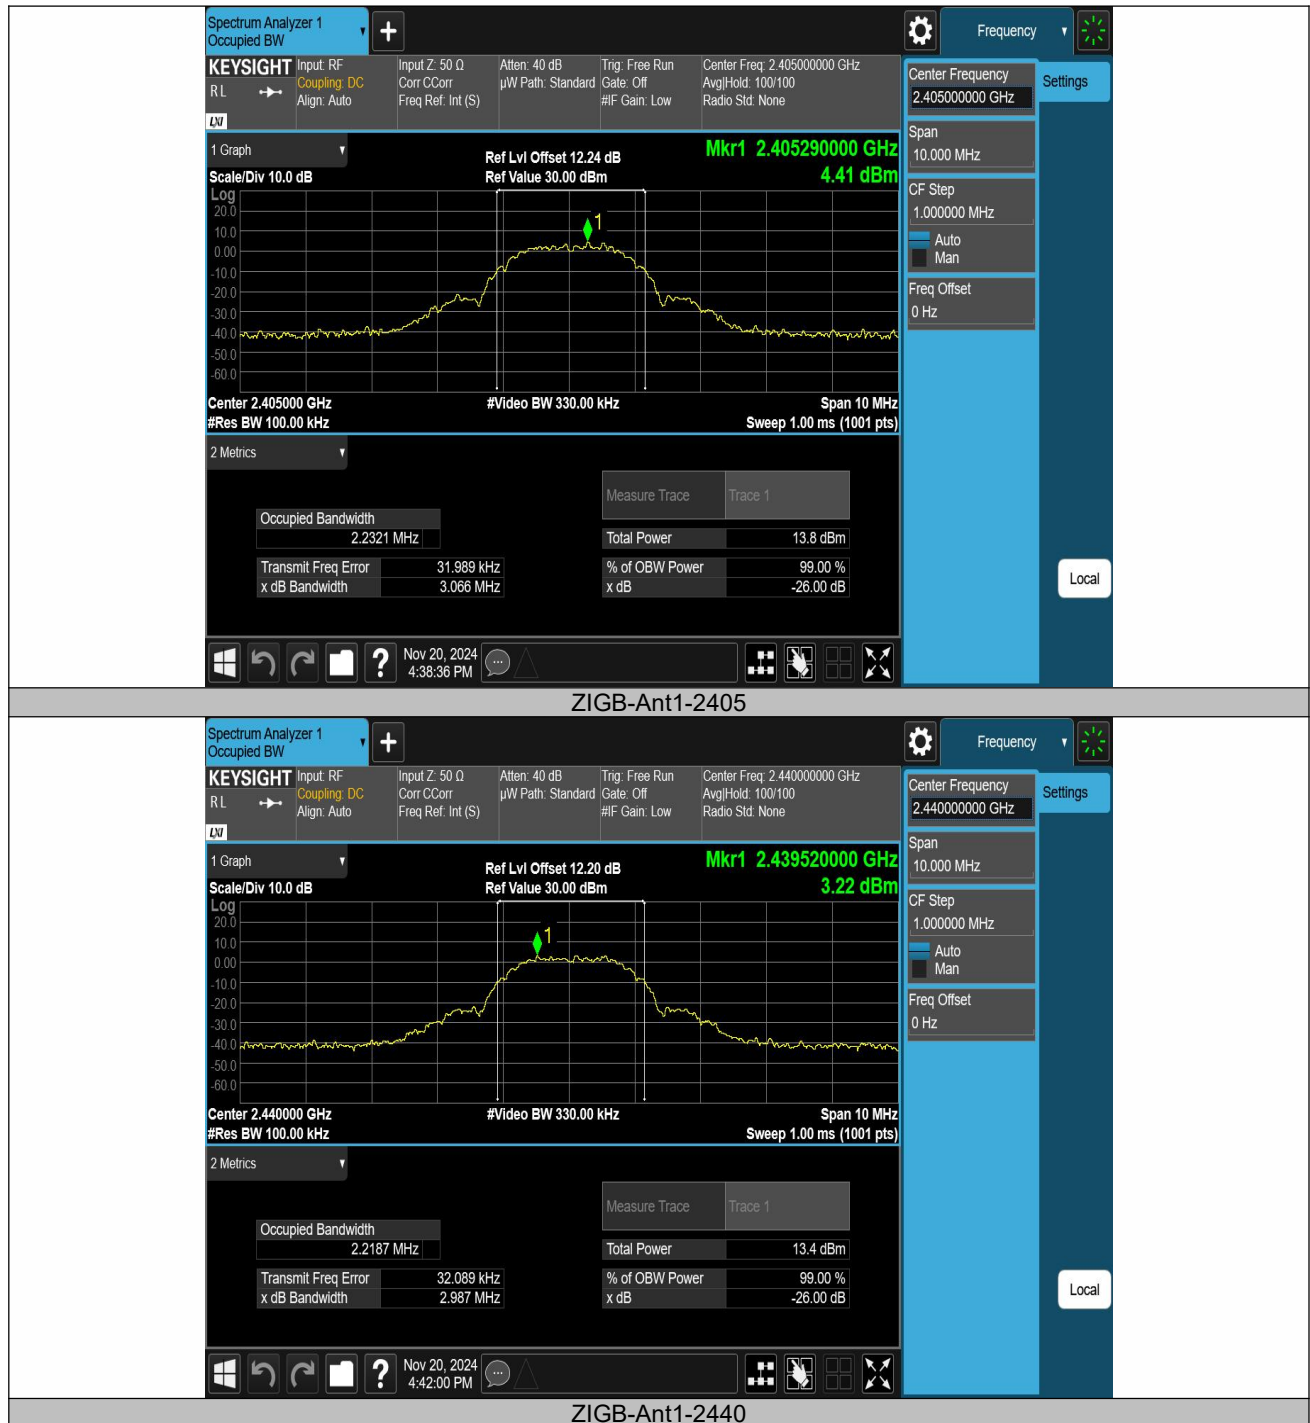 Spectrum Analyzer 1
Occupied BW
Frequency
KEYSIGHT
RL
LXI
Input: RF
Coupling: DC
Align: Auto
Input Z: 50 Ω
Corr CCorr
Freq Ref: Int (S)
Atten: 40 dB
µW Path: Standard
Trig: Free Run
Gate: Off
#IF Gain: Low
Center Freq: 2.405000000 GHz
Avg|Hold: 100/100
Radio Std: None
Center Frequency
2.405000000 GHz
Settings
Span
10.000 MHz
CF Step
1.000000 MHz
Auto
Man
Freq Offset
0 Hz
Local
1 Graph
Scale/Div 10.0 dB
Ref Lvl Offset 12.24 dB
Ref Value 30.00 dBm
Mkr1 2.405290000 GHz
4.41 dBm
Log
20.0
10.0
0.00
-10.0
-20.0
-30.0
-40.0
-50.0
-60.0
1
Center 2.405000 GHz
#Video BW 330.00 kHz
Span 10 MHz
#Res BW 100.00 kHz
Sweep 1.00 ms (1001 pts)
2 Metrics
Measure Trace
Trace 1
Occupied Bandwidth
2.2321 MHz
Total Power
13.8 dBm
Transmit Freq Error
31.989 kHz
% of OBW Power
99.00 %
x dB Bandwidth
3.066 MHz
x dB
-26.00 dB
?
Nov 20, 2024
4:38:36 PM
ZIGB-Ant1-2405
Spectrum Analyzer 1
Occupied BW
Frequency
KEYSIGHT
RL
LXI
Input: RF
Coupling: DC
Align: Auto
Input Z: 50 Ω
Corr CCorr
Freq Ref: Int (S)
Atten: 40 dB
µW Path: Standard
Trig: Free Run
Gate: Off
#IF Gain: Low
Center Freq: 2.440000000 GHz
Avg|Hold: 100/100
Radio Std: None
Center Frequency
2.440000000 GHz
Settings
Span
10.000 MHz
CF Step
1.000000 MHz
Auto
Man
Freq Offset
0 Hz
Local
1 Graph
Scale/Div 10.0 dB
Ref Lvl Offset 12.20 dB
Ref Value 30.00 dBm
Mkr1 2.439520000 GHz
3.22 dBm
Log
20.0
10.0
0.00
-10.0
-20.0
-30.0
-40.0
-50.0
-60.0
1
Center 2.440000 GHz
#Video BW 330.00 kHz
Span 10 MHz
#Res BW 100.00 kHz
Sweep 1.00 ms (1001 pts)
2 Metrics
Measure Trace
Trace 1
Occupied Bandwidth
2.2187 MHz
Total Power
13.4 dBm
Transmit Freq Error
32.089 kHz
% of OBW Power
99.00 %
x dB Bandwidth
2.987 MHz
x dB
-26.00 dB
?
Nov 20, 2024
4:42:00 PM
ZIGB-Ant1-2440